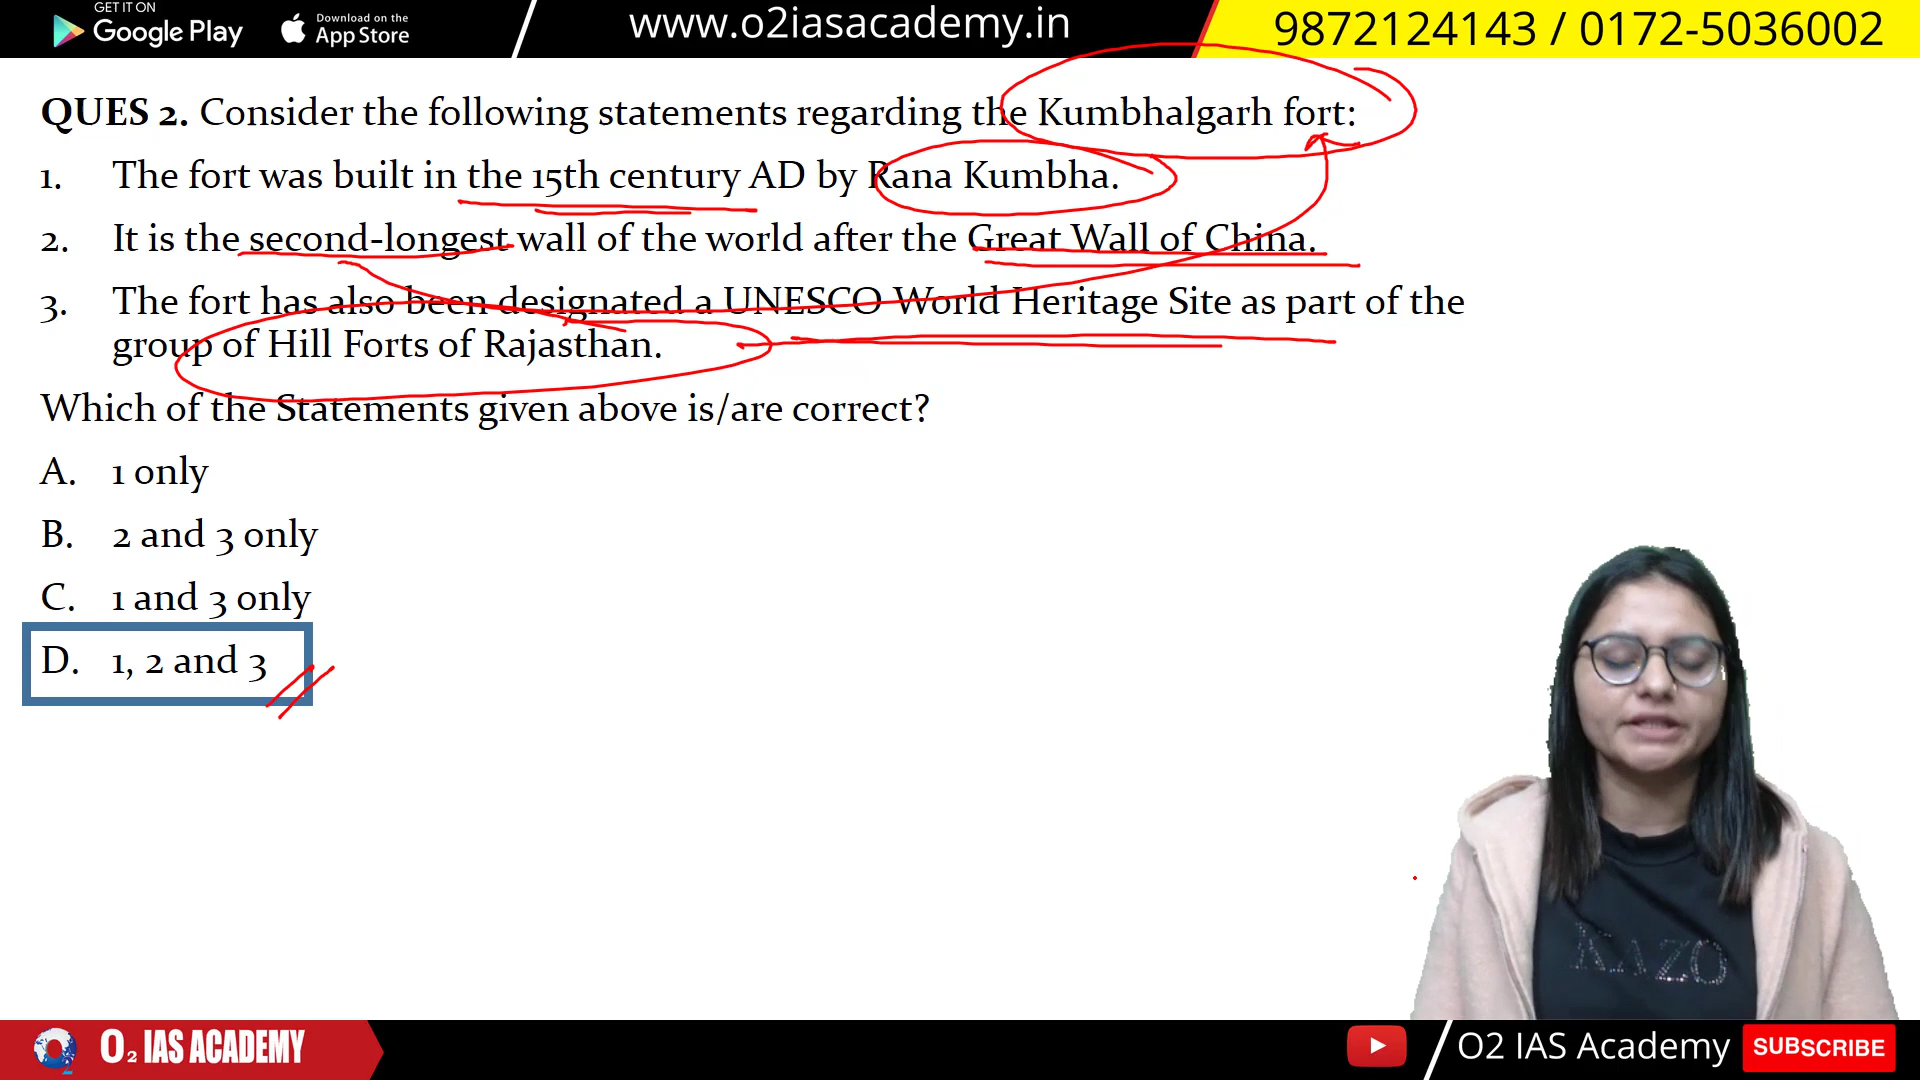 GET IT ON
Google Play
Download on the
App Store
www.o2iasacademy.in
9872124143 / 0172-5036002
QUES 2. Consider the following statements regarding the Kumbhalgarh fort:
1. The fort was built in the 15th century AD by Rana Kumbha.
2. It is the second-longest wall of the world after the Great Wall of China.
3. The fort has also been designated a UNESCO World Heritage Site as part of the
group of Hill Forts of Rajasthan.
Which of the Statements given above is/are correct?
A. 1 only
B. 2 and 3 only
C. 1 and 3 only
D. 1, 2 and 3
KAZO
O2 IAS ACADEMY
O2 IAS Academy
SUBSCRIBE